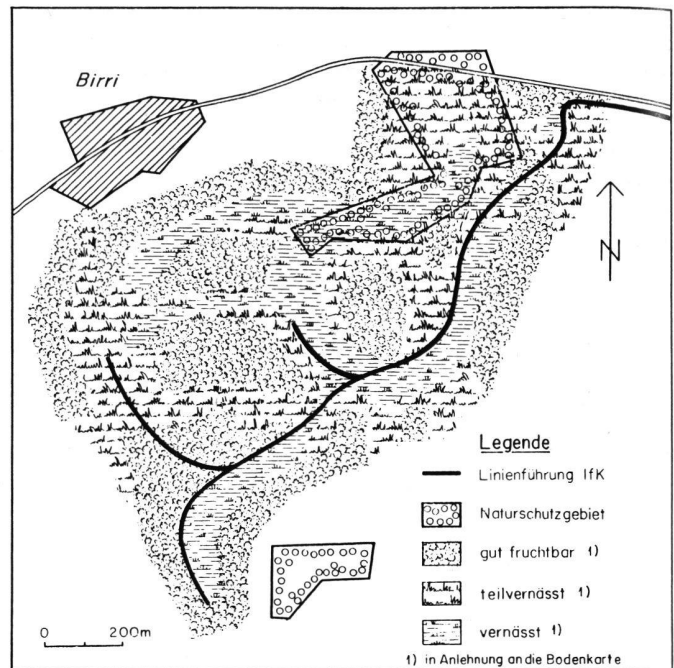 Birri
N
Legende
Linienführung IfK
Naturschutzgebiet
gut fruchtbar 1)
teilvernässt 1)
vernässt 1)
0 200m
1) in Anlehnung an die Bodenkarte